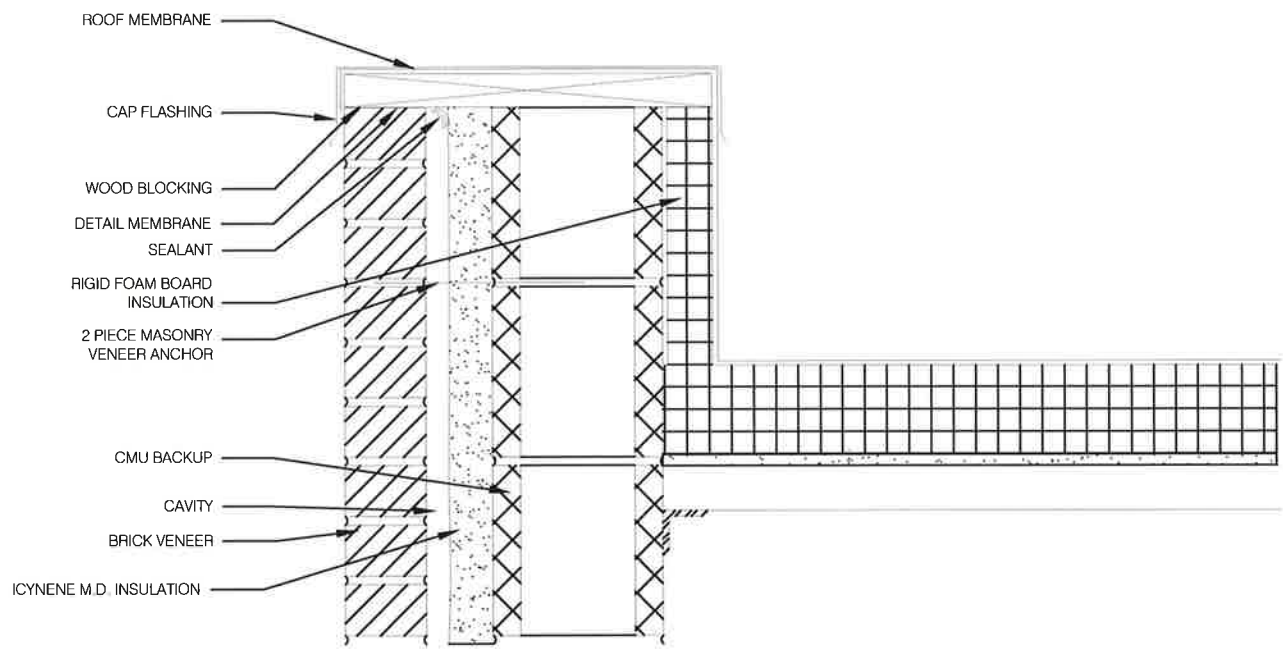 ROOF MEMBRANE
CAP FLASHING
WOOD BLOCKING
DETAIL MEMBRANE
SEALANT
RIGID FOAM BOARD
INSULATION
2 PIECE MASONRY
VENEER ANCHOR
CMU BACKUP
CAVITY
BRICK VENEER
ICYNENE M.D. INSULATION